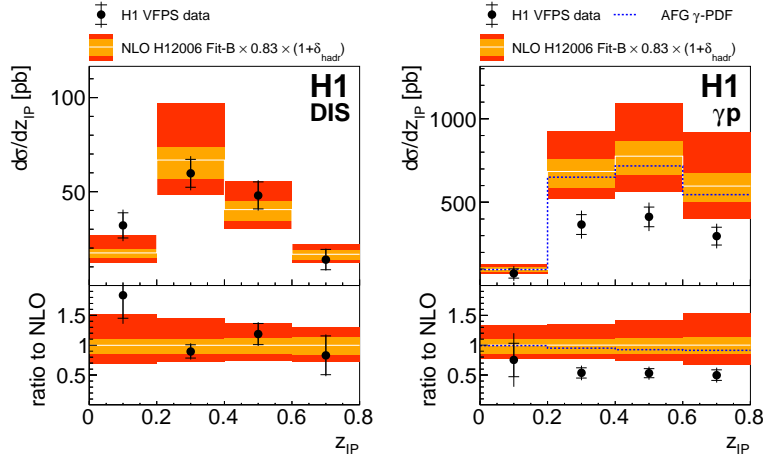 H1 VFPS data
NLO H12006 Fit-B × 0.83 × (1+δhadr)
H1
DIS
dσ/dzIP [pb]
100
50
ratio to NLO
1.5
1
0.5
0 0.2 0.4 0.6 0.8
zIP
H1 VFPS data AFG γ-PDF
NLO H12006 Fit-B × 0.83 × (1+δhadr)
H1
γp
dσ/dzIP [pb]
1000
600
200
ratio to NLO
1.5
1
0.5
0 0.2 0.4 0.6 0.8
zIP